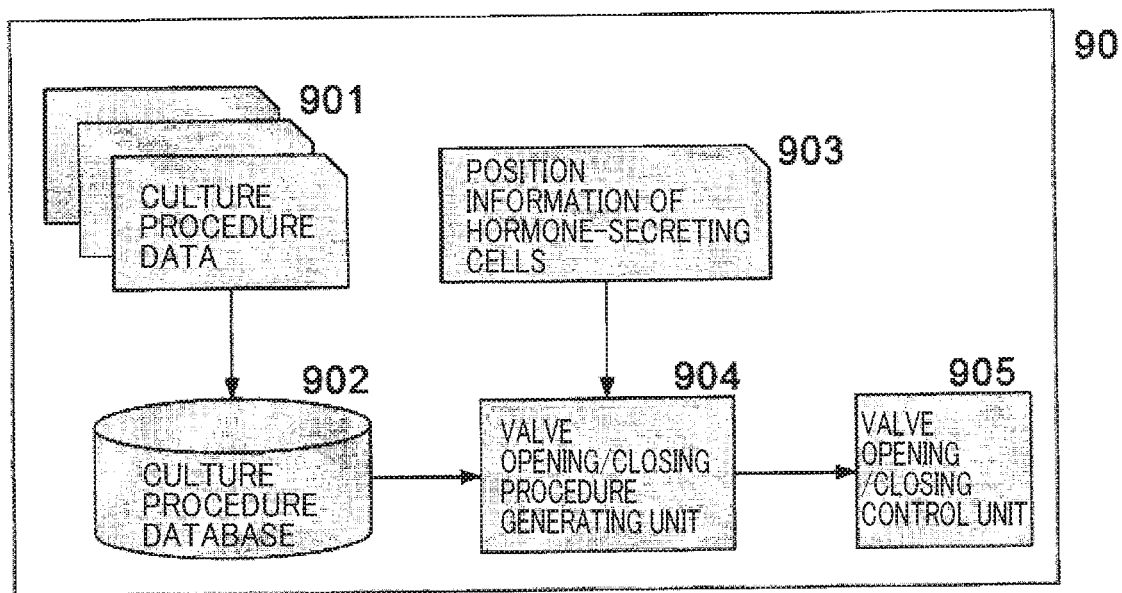 90
901
CULTURE
PROCEDURE
DATA
903
POSITION
INFORMATION OF
HORMONE-SECRETING
CELLS
902
CULTURE
PROCEDURE
DATABASE
904
VALVE
OPENING/CLOSING
PROCEDURE
GENERATING UNIT
905
VALVE
OPENING
/CLOSING
CONTROL UNIT